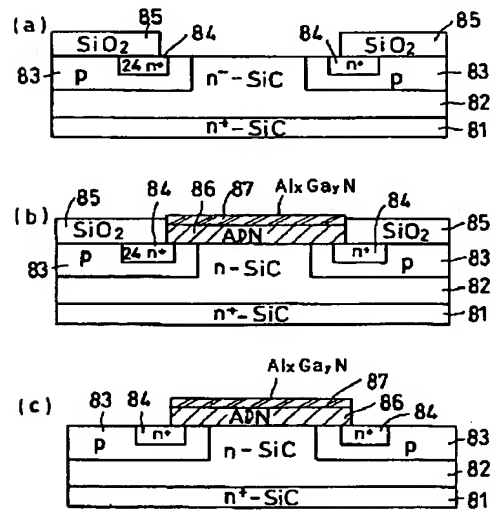 (a)
85
84
84
85
SiO₂
SiO₂
83
p
24 n+
n⁻-SiC
n+
p
83
82
n+-SiC
81
(b)
85
84
86
87
AlxGayN
84
SiO₂
ADN
SiO₂
85
83
p
24 n+
n-SiC
n+
p
83
82
n+-SiC
81
(c)
AlxGayN
87
83
84
ADN
86
84
p
n+
n-SiC
n+
p
83
82
n+-SiC
81